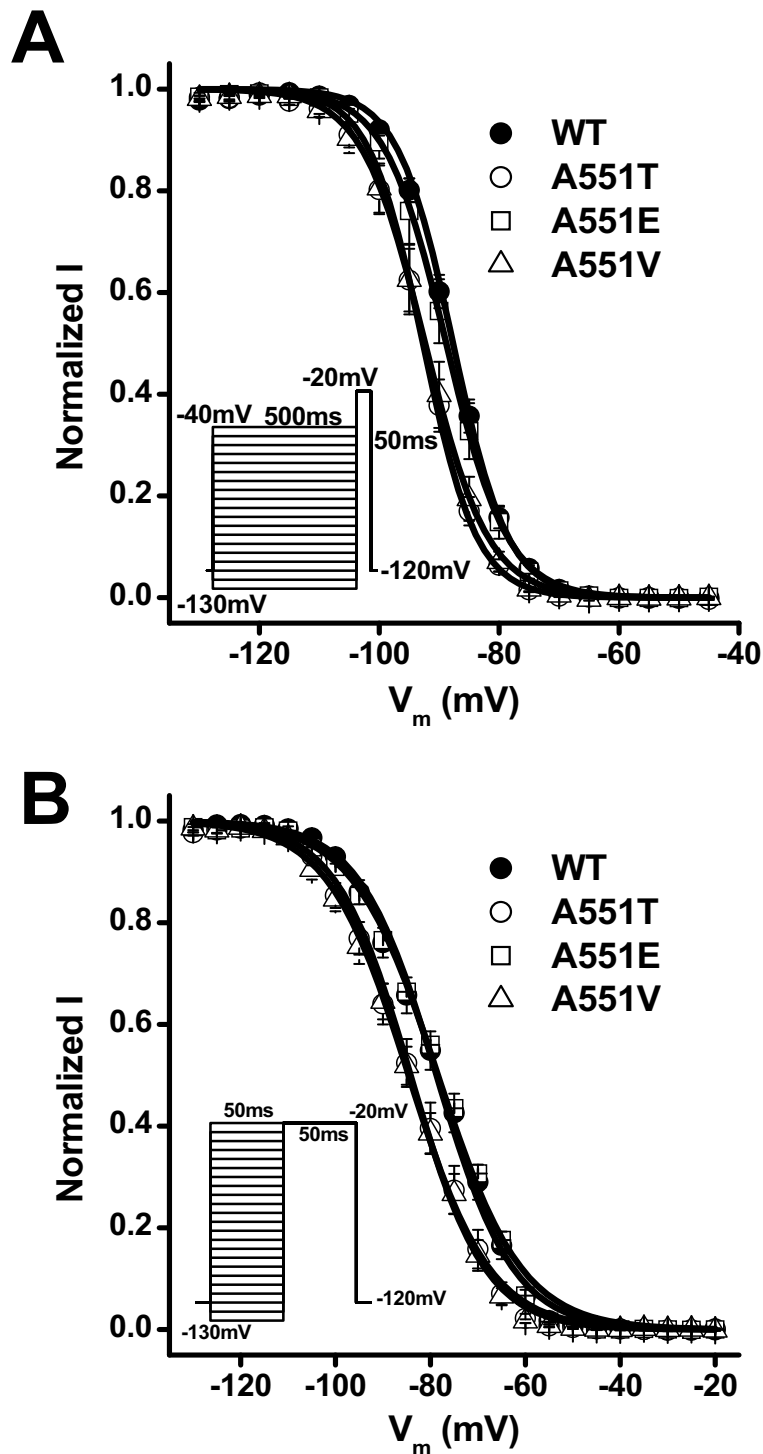 A
1.0
0.8
0.6
0.4
0.2
0.0
Normalized I
WT
A551T
A551E
A551V
-20mV
-40mV 500ms
50ms
-120mV
-130mV
-120 -100 -80 -60 -40
Vm (mV)
B
1.0
0.8
0.6
0.4
0.2
0.0
Normalized I
WT
A551T
A551E
A551V
50ms -20mV
50ms
-120mV
-130mV
-120 -100 -80 -60 -40 -20
Vm (mV)